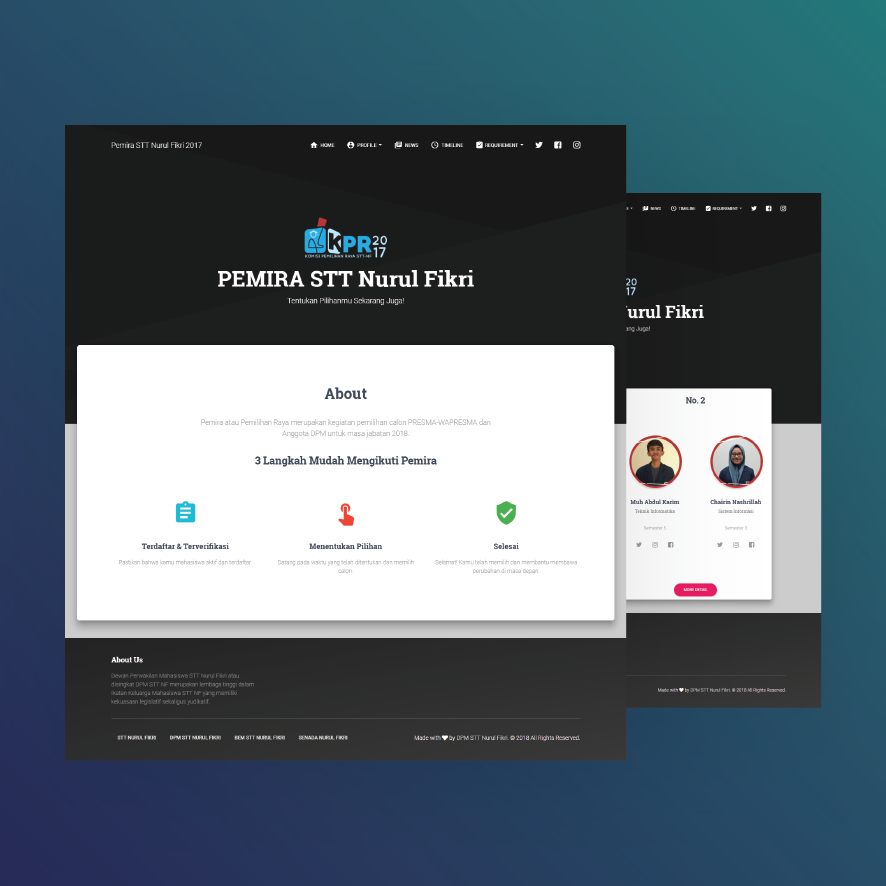 Pemira STT Nurul Fikri 2017
HOME
PROFILE
NEWS
TIMELINE
REQUIREMENT
KPR 2017
KOMISI PEMILIHAN RAYA STT-NF
PEMIRA STT Nurul Fikri
Tentukan Pilihanmu Sekarang Juga!
About
Pemira atau Pemilihan Raya merupakan kegiatan pemilihan calon PRESMA-WAPRESMA dan
Anggota DPM untuk masa jabatan 2018.
3 Langkah Mudah Mengikuti Pemira
Terdaftar & Terverifikasi
Pastikan bahwa kamu mahasiswa aktif dan terdaftar
Menentukan Pilihan
Datang pada waktu yang telah ditentukan dan memilih
calon
Selesai
Selamat! Kamu telah memilih dan membantu membawa
perubahan di masa depan
About Us
Dewan Perwakilan Mahasiswa STT Nurul Fikri atau
disingkat DPM STT NF merupakan lembaga tinggi dalam
Ikatan Keluarga Mahasiswa STT NF yang memiliki
kekuasaan legislatif sekaligus yudikatif.
STT NURUL FIKRI
DPM STT NURUL FIKRI
BEM STT NURUL FIKRI
SENADA NURUL FIKRI
Made with by DPM STT Nurul Fikri. © 2018 All Rights Reserved.
NEWS
TIMELINE
REQUIREMENT
20
17
Nurul Fikri
ang Juga!
No. 2
Muh Abdul Karim
Teknik Informatika
Semester 5
Chairin Nashrillah
Sistem Informasi
Semester 5
MORE DETAIL
Made with by DPM STT Nurul Fikri. © 2018 All Rights Reserved.